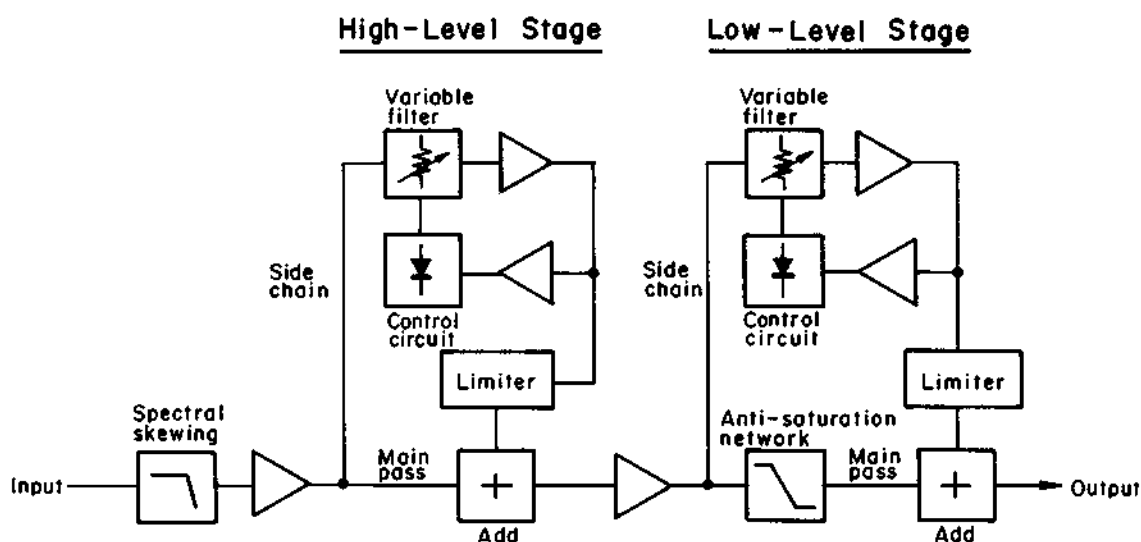 High-Level Stage
Low-Level Stage
Variable
filter
Variable
filter
Side
chain
Control
circuit
Side
chain
Control
circuit
Limiter
Limiter
Spectral
skewing
Anti-saturation
network
Input
Main
pass
+
Main
pass
+
Output
Add
Add